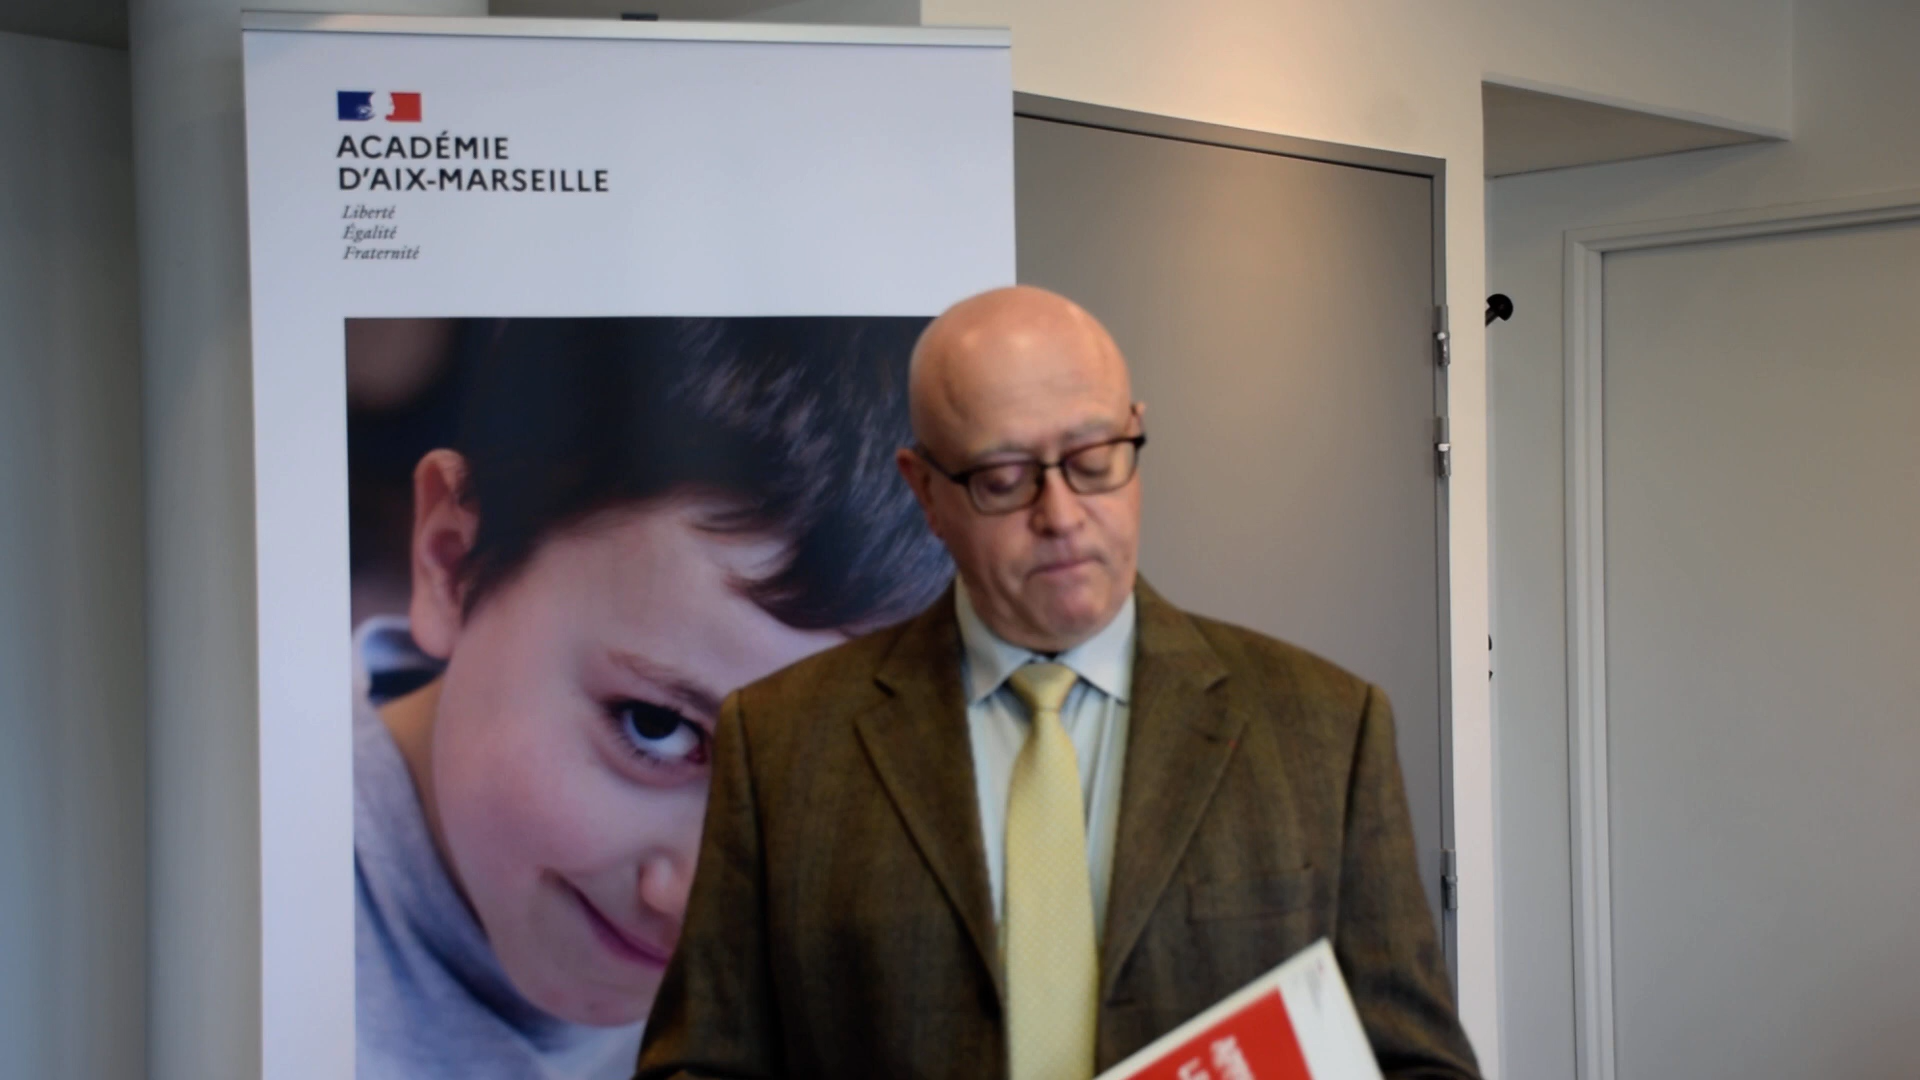 ACADÉMIE
D'AIX-MARSEILLE
Liberté
Égalité
Fraternité